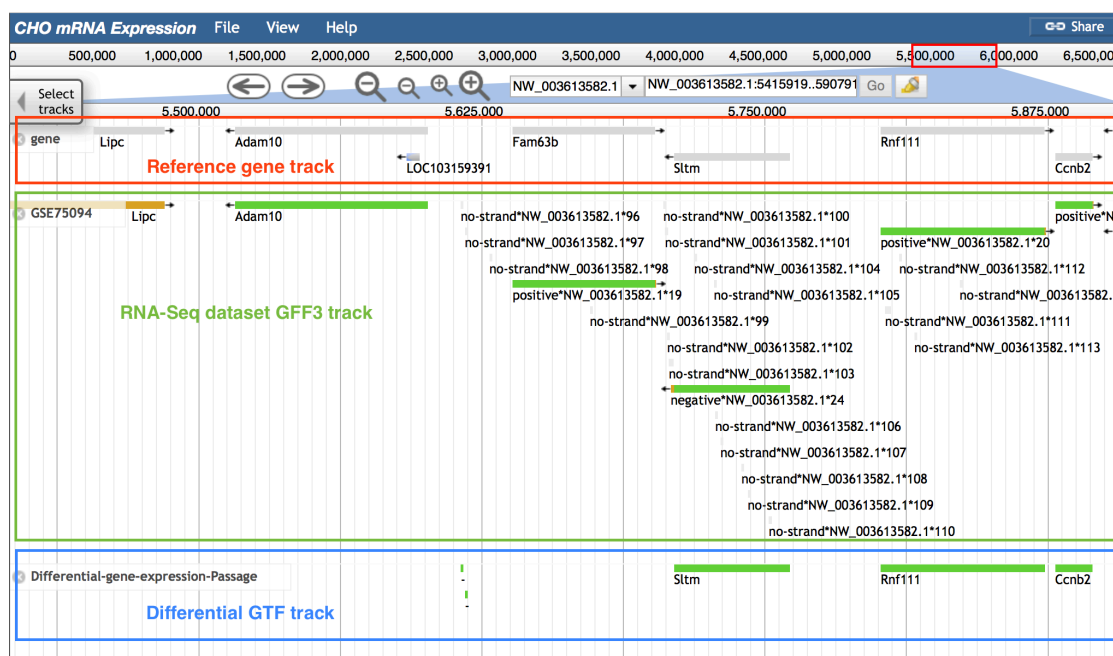 CHO mRNA Expression File View Help Share
0 500,000 1,000,000 1,500,000 2,000,000 2,500,000 3,000,000 3,500,000 4,000,000 4,500,000 5,000,000 5,500,000 6,000,000 6,500,00
Select tracks
NW_003613582.1 NW_003613582.1:5415919..590791 Go
5,500,000 5,625,000 5,750,000 5,875,000
gene
Lipc Adam10 Fam63b Rnf111
LOC103159391 Sltm Ccnb2
Reference gene track
GSE75094
Lipc Adam10 no-strand*NW_003613582.1*96 no-strand*NW_003613582.1*100 positive*N
no-strand*NW_003613582.1*97 no-strand*NW_003613582.1*101 positive*NW_003613582.1*20
no-strand*NW_003613582.1*98 no-strand*NW_003613582.1*104 no-strand*NW_003613582.1*112
positive*NW_003613582.1*19 no-strand*NW_003613582.1*105 no-strand*NW_003613582.
RNA-Seq dataset GFF3 track
no-strand*NW_003613582.1*99 no-strand*NW_003613582.1*111
no-strand*NW_003613582.1*102 no-strand*NW_003613582.1*113
no-strand*NW_003613582.1*103
negative*NW_003613582.1*24
no-strand*NW_003613582.1*106
no-strand*NW_003613582.1*107
no-strand*NW_003613582.1*108
no-strand*NW_003613582.1*109
no-strand*NW_003613582.1*110
Differential-gene-expression-Passage
- Sltm Rnf111 Ccnb2
-
Differential GTF track